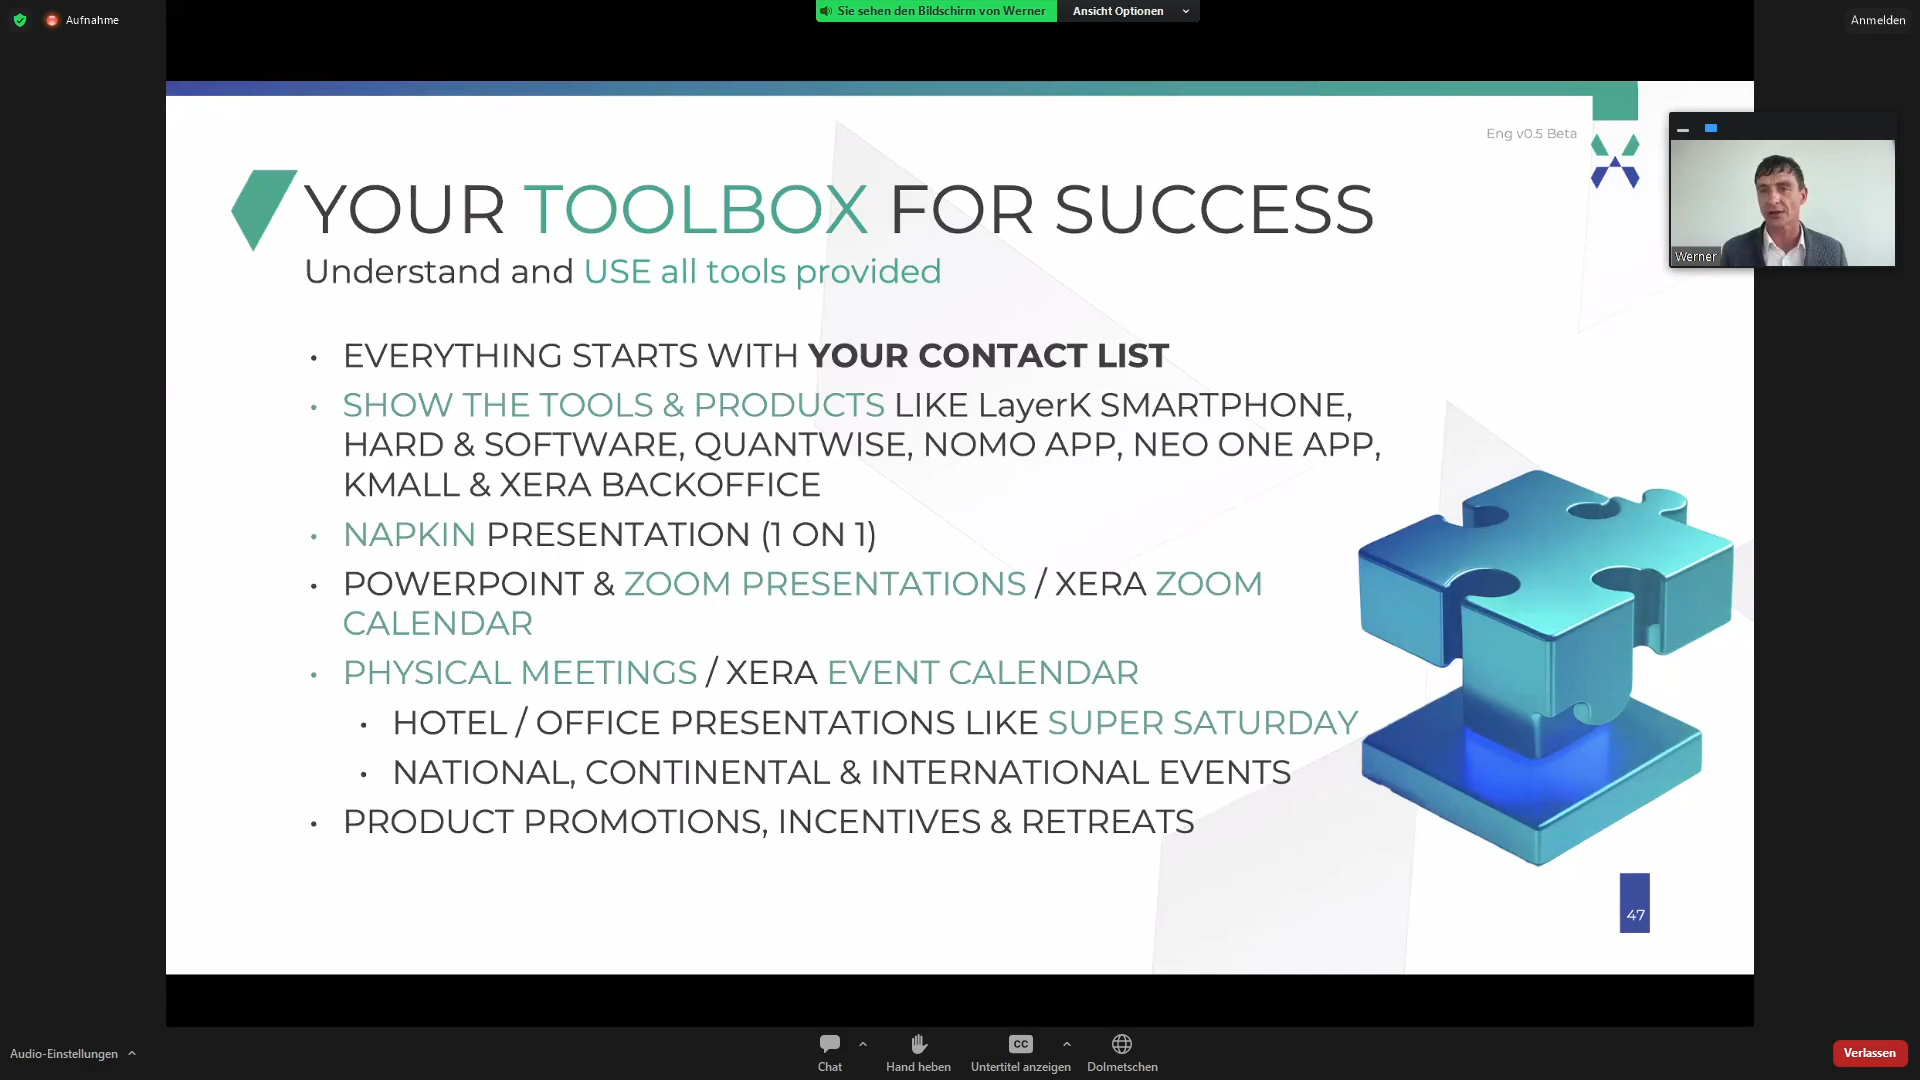 Aufnahme
Sie sehen den Bildschirm von Werner
Ansicht Optionen
Anmelden
Eng v0.5 Beta
YOUR TOOLBOX FOR SUCCESS
Understand and USE all tools provided
Werner
• EVERYTHING STARTS WITH YOUR CONTACT LIST
• SHOW THE TOOLS & PRODUCTS LIKE LayerK SMARTPHONE,
HARD & SOFTWARE, QUANTWISE, NOMO APP, NEO ONE APP,
KMALL & XERA BACKOFFICE
• NAPKIN PRESENTATION (1 ON 1)
• POWERPOINT & ZOOM PRESENTATIONS / XERA ZOOM
CALENDAR
• PHYSICAL MEETINGS / XERA EVENT CALENDAR
• HOTEL / OFFICE PRESENTATIONS LIKE SUPER SATURDAY
• NATIONAL, CONTINENTAL & INTERNATIONAL EVENTS
• PRODUCT PROMOTIONS, INCENTIVES & RETREATS
47
Audio-Einstellungen
Chat
Hand heben
CC
Untertitel anzeigen
Dolmetschen
Verlassen